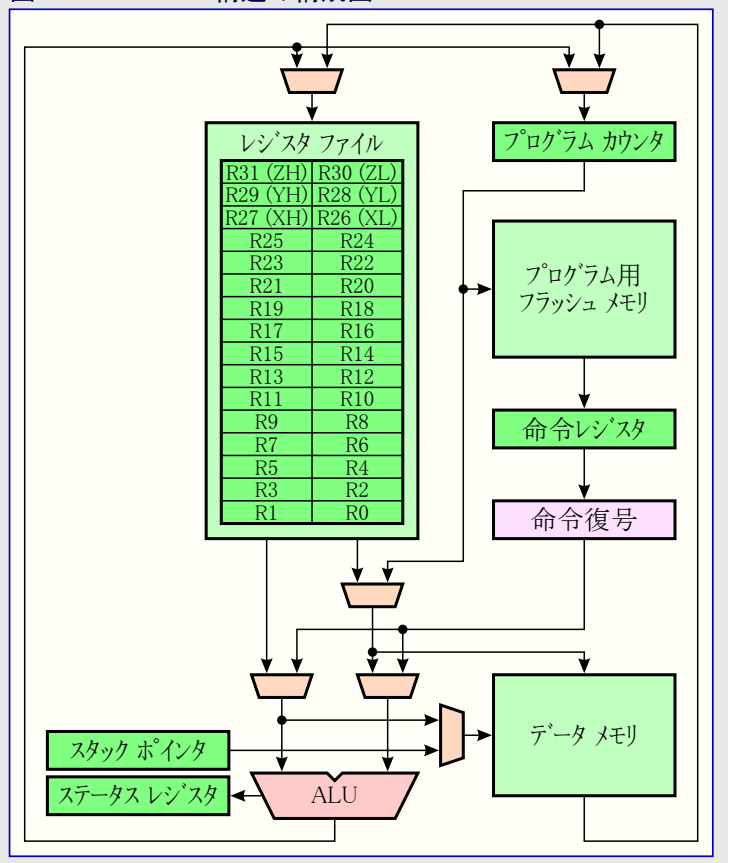 レジスタ ファイル
R31 (ZH) R30 (ZL)
R29 (YH) R28 (YL)
R27 (XH) R26 (XL)
R25 R24
R23 R22
R21 R20
R19 R18
R17 R16
R15 R14
R13 R12
R11 R10
R9 R8
R7 R6
R5 R4
R3 R2
R1 R0
プログラム カウンタ
プログラム用
フラッシュ メモリ
命令レジスタ
命令復号
データ メモリ
スタック ポインタ
ステータス レジスタ
ALU